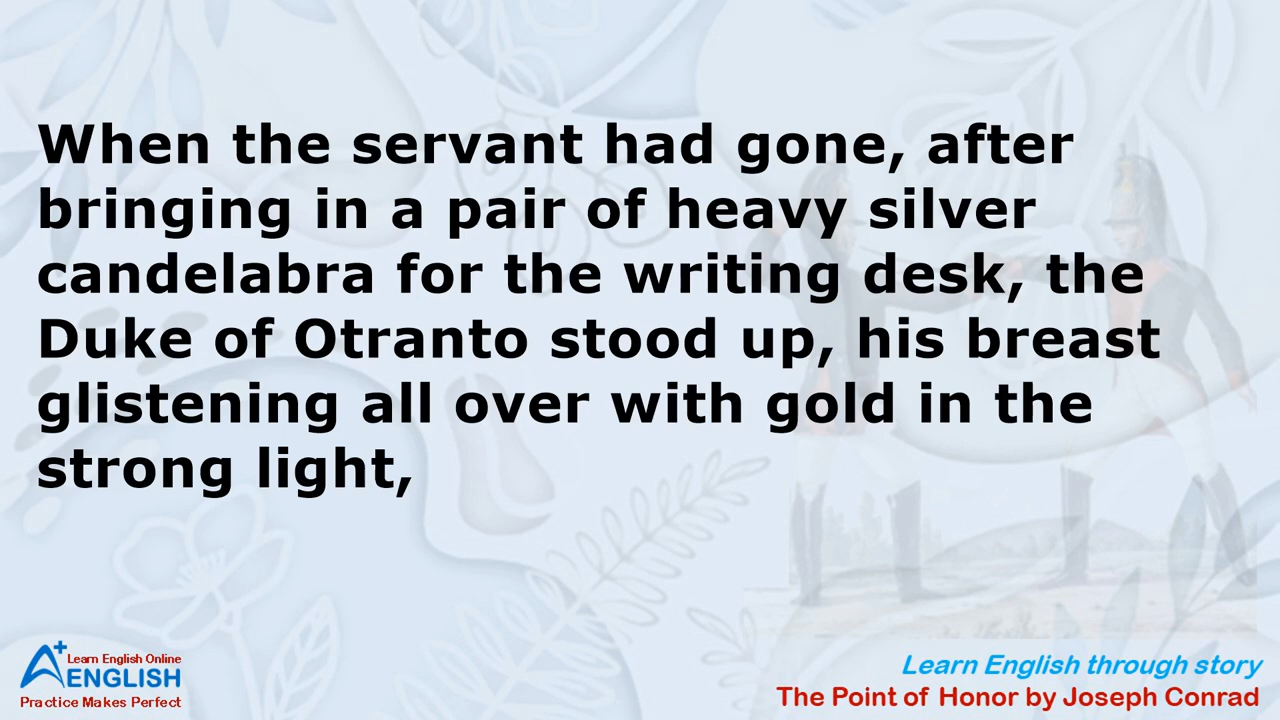 When the servant had gone, after
bringing in a pair of heavy silver
candelabra for the writing desk, the
Duke of Otranto stood up, his breast
glistening all over with gold in the
strong light,
A+ Learn English Online
ENGLISH
Practice Makes Perfect
Learn English through story
The Point of Honor by Joseph Conrad